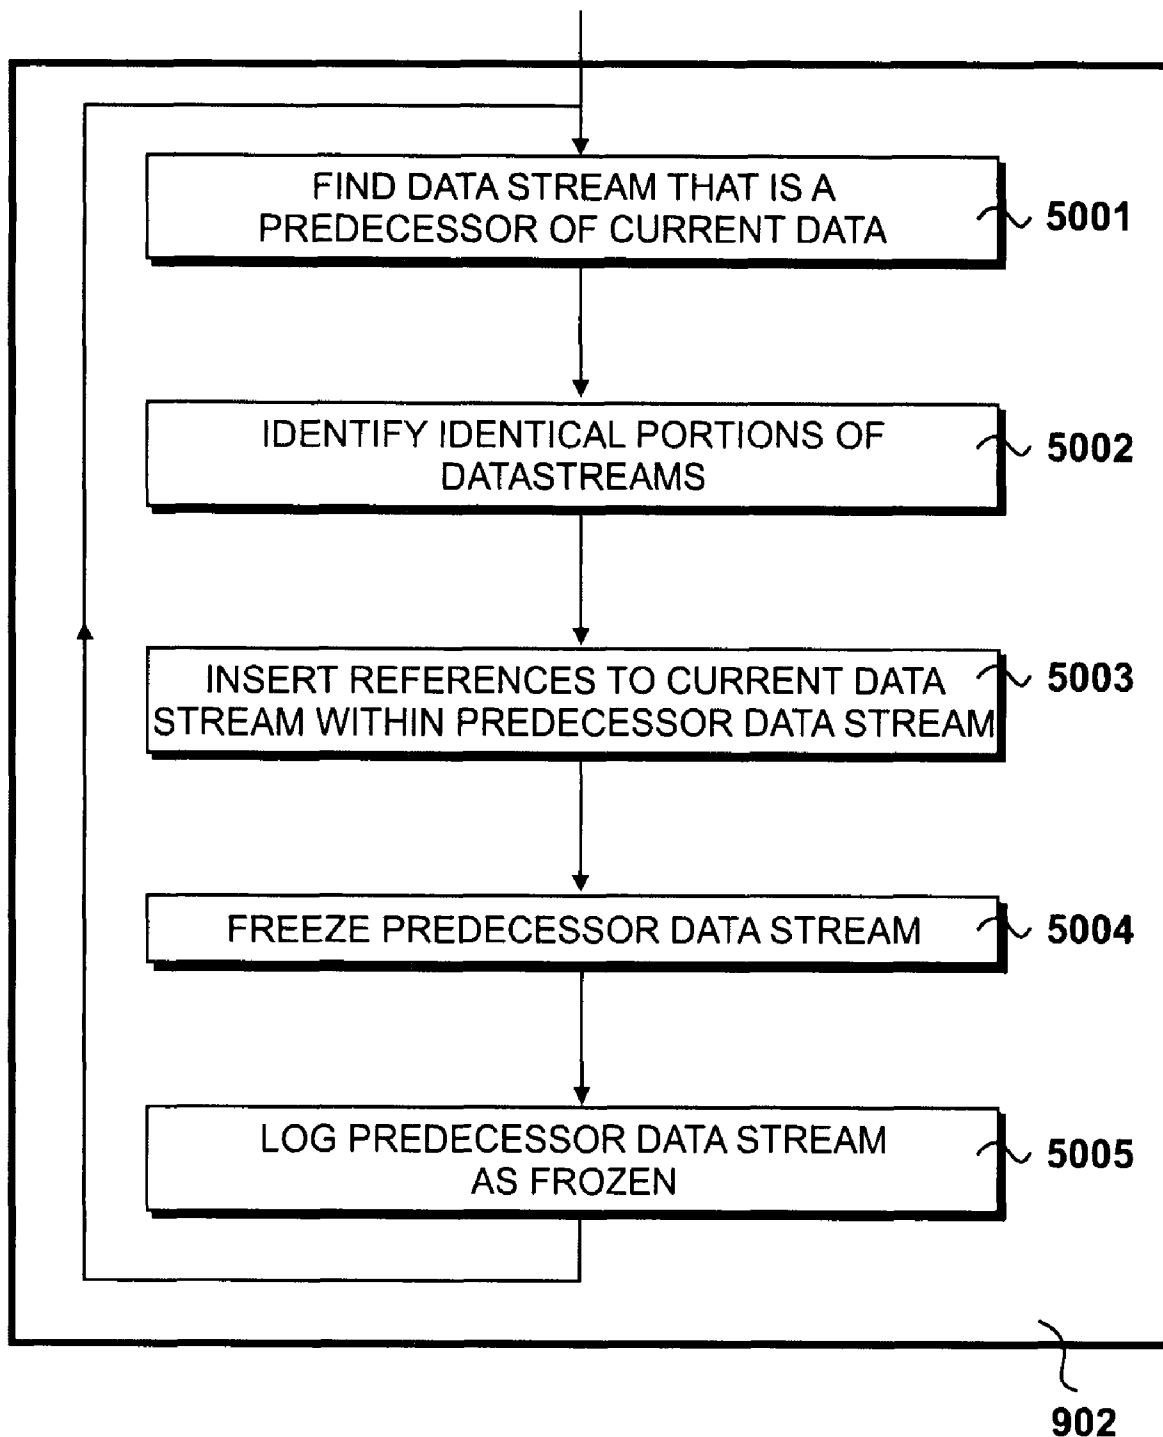 FIND DATA STREAM THAT IS A
PREDECESSOR OF CURRENT DATA
5001
IDENTIFY IDENTICAL PORTIONS OF
DATASTREAMS
5002
INSERT REFERENCES TO CURRENT DATA
STREAM WITHIN PREDECESSOR DATA STREAM
5003
FREEZE PREDECESSOR DATA STREAM
5004
LOG PREDECESSOR DATA STREAM
AS FROZEN
5005
902